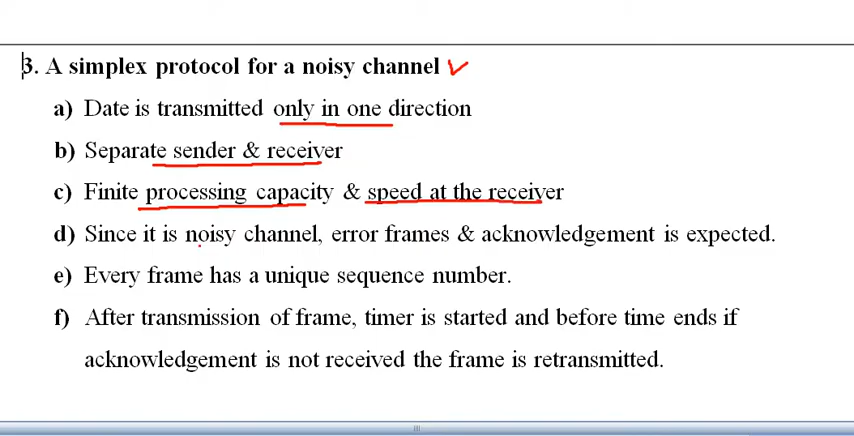 3. A simplex protocol for a noisy channel
a) Date is transmitted only in one direction
b) Separate sender & receiver
c) Finite processing capacity & speed at the receiver
d) Since it is noisy channel, error frames & acknowledgement is expected.
e) Every frame has a unique sequence number.
f) After transmission of frame, timer is started and before time ends if
acknowledgement is not received the frame is retransmitted.